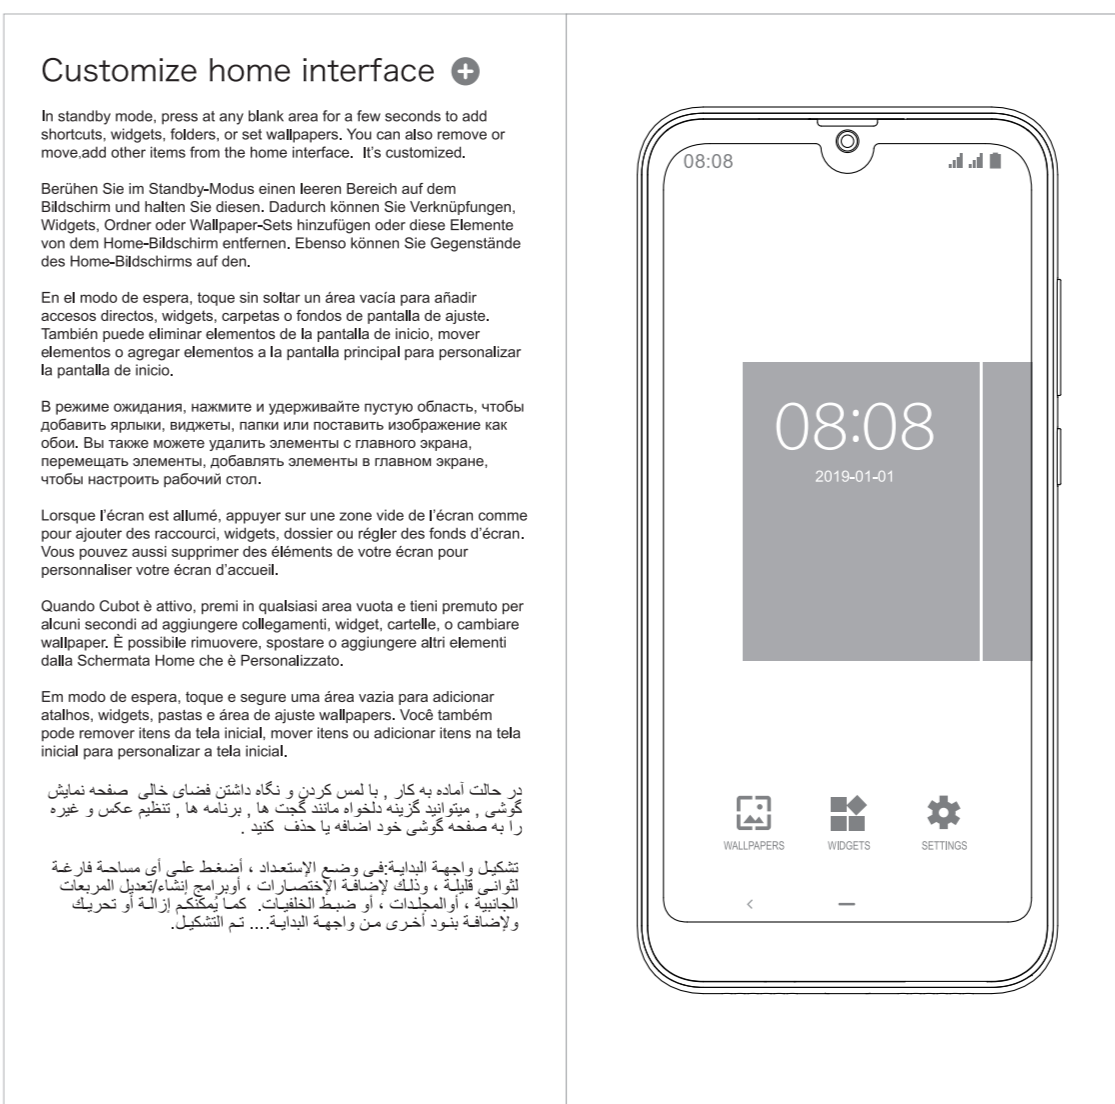 Customize home interface
In standby mode, press at any blank area for a few seconds to add
shortcuts, widgets, folders, or set wallpapers. You can also remove or
move,add other items from the home interface.  It's customized.
Berühen Sie im Standby-Modus einen leeren Bereich auf dem
Bildschirm und halten Sie diesen. Dadurch können Sie Verknüpfungen,
Widgets, Ordner oder Wallpaper-Sets hinzufügen oder diese Elemente
von dem Home-Bildschirm entfernen. Ebenso können Sie Gegenstände
des Home-Bildschirms auf den.
En el modo de espera, toque sin soltar un área vacía para añadir
accesos directos, widgets, carpetas o fondos de pantalla de ajuste.
También puede eliminar elementos de la pantalla de inicio, mover
elementos o agregar elementos a la pantalla principal para personalizar
la pantalla de inicio.
В режиме ожидания, нажмите и удерживайте пустую область, чтобы
добавить ярлыки, виджеты, папки или поставить изображение как
обои. Вы также можете удалить элементы с главного экрана,
перемещать элементы, добавлять элементы в главном экране,
чтобы настроить рабочий стол.
Lorsque l'écran est allumé, appuyer sur une zone vide de l'écran comme
pour ajouter des raccourci, widgets, dossier ou régler des fonds d'écran.
Vous pouvez aussi supprimer des éléments de votre écran pour
personnaliser votre écran d'accueil.
Quando Cubot è attivo, premi in qualsiasi area vuota e tieni premuto per
alcuni secondi ad aggiungere collegamenti, widget, cartelle, o cambiare
wallpaper. È possibile rimuovere, spostare o aggiungere altri elementi
dalla Schermata Home che è Personalizzato.
Em modo de espera, toque e segure uma área vazia para adicionar
atalhos, widgets, pastas e área de ajuste wallpapers. Você também
pode remover itens da tela inicial, mover itens ou adicionar itens na tela
inicial para personalizar a tela inicial.
در حالت آماده به کار , با لمس کردن و نگاه داشتن فضای خالی صفحه نمایش
گوشی , میتوانید گزینه دلخواه مانند گجت ها , برنامه ها , تنظیم عکس و غیره
را به صفحه گوشی خود اضافه یا حذف کنید .
تشكيل واجهة البداية:فى وضع الإستعداد ، أضغط على أى مساحة فارغة
لثوانى قليلة ، وذلك لإضافة الإختصارات ، أوبرامج إنشاء/تعديل المربعات
الجانبية ، أوالمجلدات ، أو ضبط الخلفيات. كما يُمكنكم إزالة أو تحريك
ولإضافة بنود أخرى من واجهة البداية.... تم التشكيل.
08:08
08:08
2019-01-01
WALLPAPERS
WIDGETS
SETTINGS